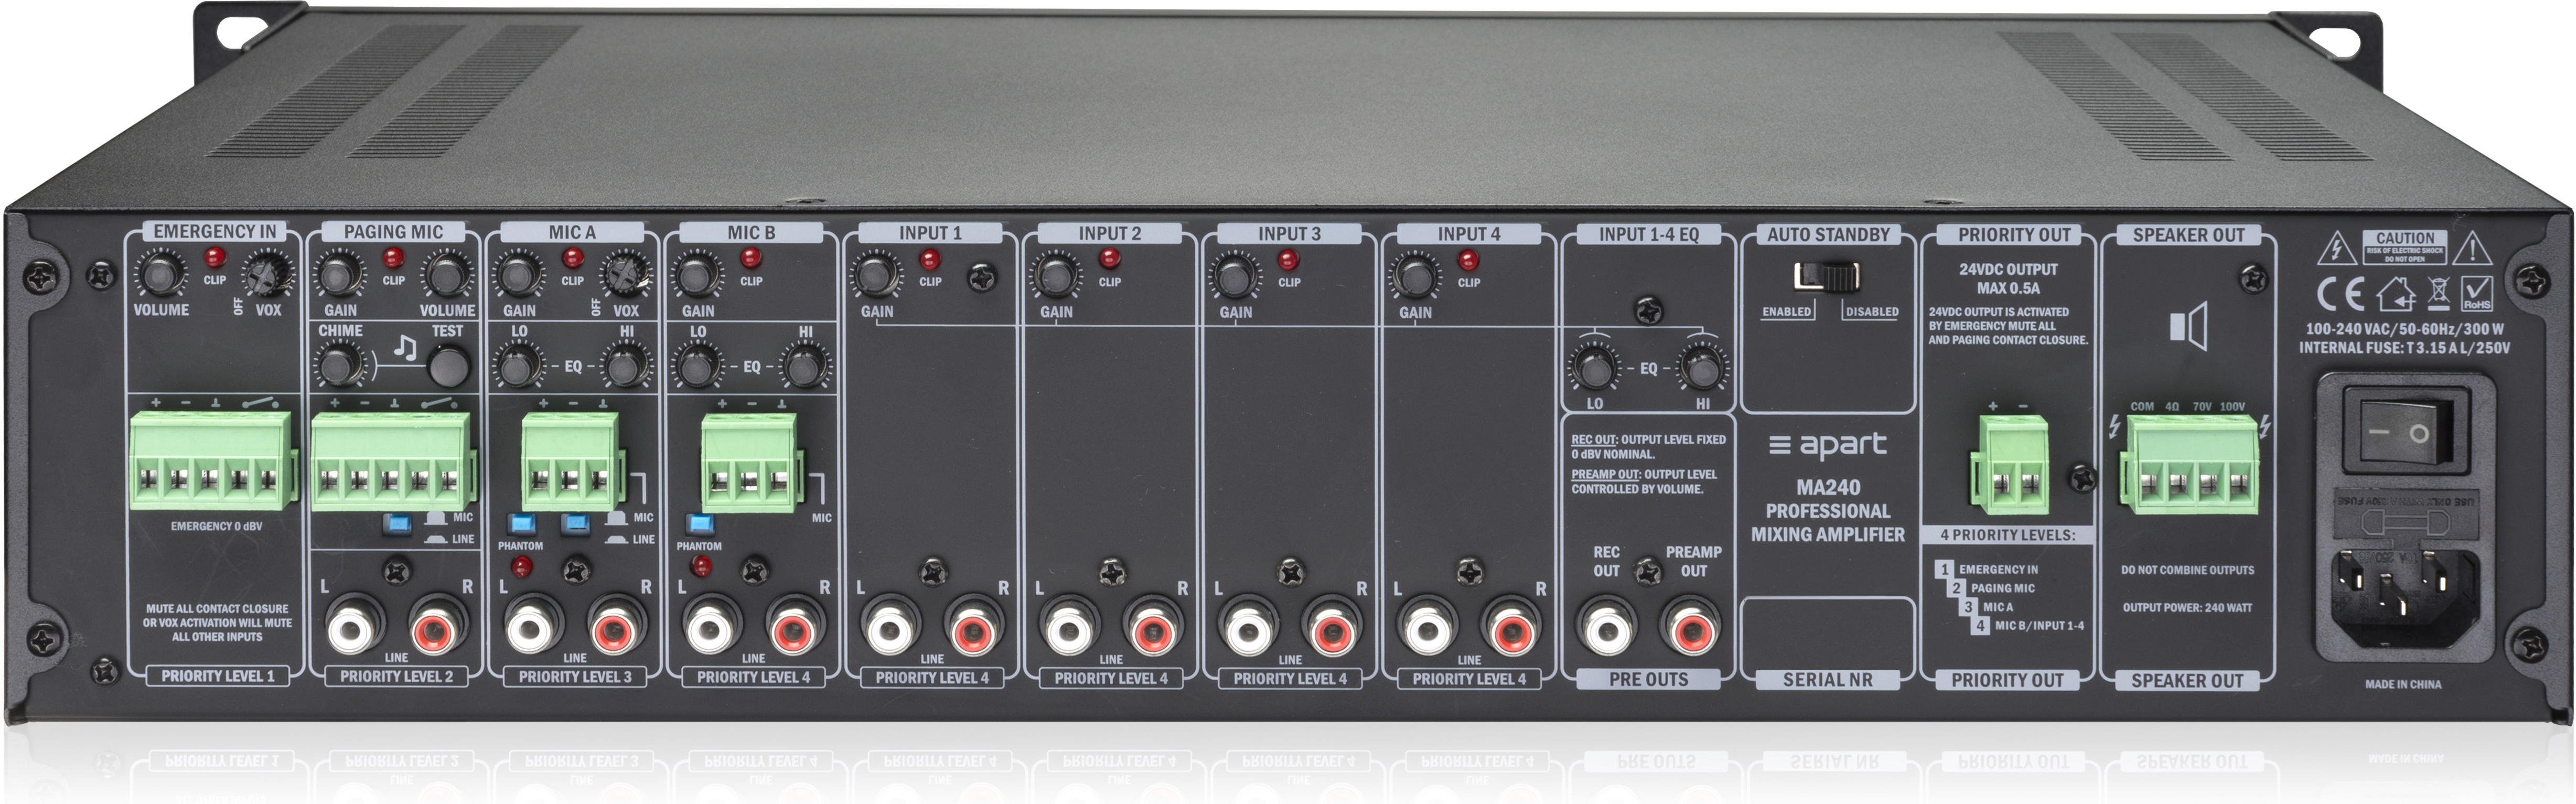 EMERGENCY IN
CLIP
VOLUME
OFF
VOX
+ − ⊥
EMERGENCY 0 dBV
MUTE ALL CONTACT CLOSURE
OR VOX ACTIVATION WILL MUTE
ALL OTHER INPUTS
PRIORITY LEVEL 1
PAGING MIC
CLIP
GAIN
VOLUME
CHIME
TEST
+ − ⊥
MIC
LINE
L R
LINE
PRIORITY LEVEL 2
MIC A
CLIP
GAIN
OFF
VOX
LO HI
- EQ -
+ − ⊥
MIC
LINE
PHANTOM
L R
LINE
PRIORITY LEVEL 3
MIC B
CLIP
GAIN
LO HI
- EQ -
+ − ⊥
MIC
PHANTOM
L R
LINE
PRIORITY LEVEL 4
INPUT 1
CLIP
GAIN
L R
LINE
PRIORITY LEVEL 4
INPUT 2
CLIP
GAIN
L R
LINE
PRIORITY LEVEL 4
INPUT 3
CLIP
GAIN
L R
LINE
PRIORITY LEVEL 4
INPUT 4
CLIP
GAIN
L R
LINE
PRIORITY LEVEL 4
INPUT 1-4 EQ
- EQ -
LO HI
REC OUT: OUTPUT LEVEL FIXED
0 dBV NOMINAL.
PREAMP OUT: OUTPUT LEVEL
CONTROLLED BY VOLUME.
REC OUT
PREAMP OUT
PRE OUTS
AUTO STANDBY
ENABLED DISABLED
apart
MA240
PROFESSIONAL
MIXING AMPLIFIER
SERIAL NR
PRIORITY OUT
24VDC OUTPUT
MAX 0.5A
24VDC OUTPUT IS ACTIVATED
BY EMERGENCY MUTE ALL
AND PAGING CONTACT CLOSURE.
+ −
4 PRIORITY LEVELS:
1 EMERGENCY IN
2 PAGING MIC
3 MIC A
4 MIC B/INPUT 1-4
PRIORITY OUT
SPEAKER OUT
COM 4Ω 70V 100V
DO NOT COMBINE OUTPUTS
OUTPUT POWER: 240 WATT
SPEAKER OUT
CAUTION
RISK OF ELECTRIC SHOCK
DO NOT OPEN
CE
RoHS
100-240 VAC/50-60Hz/300 W
INTERNAL FUSE: T 3.15 A L/250V
MADE IN CHINA